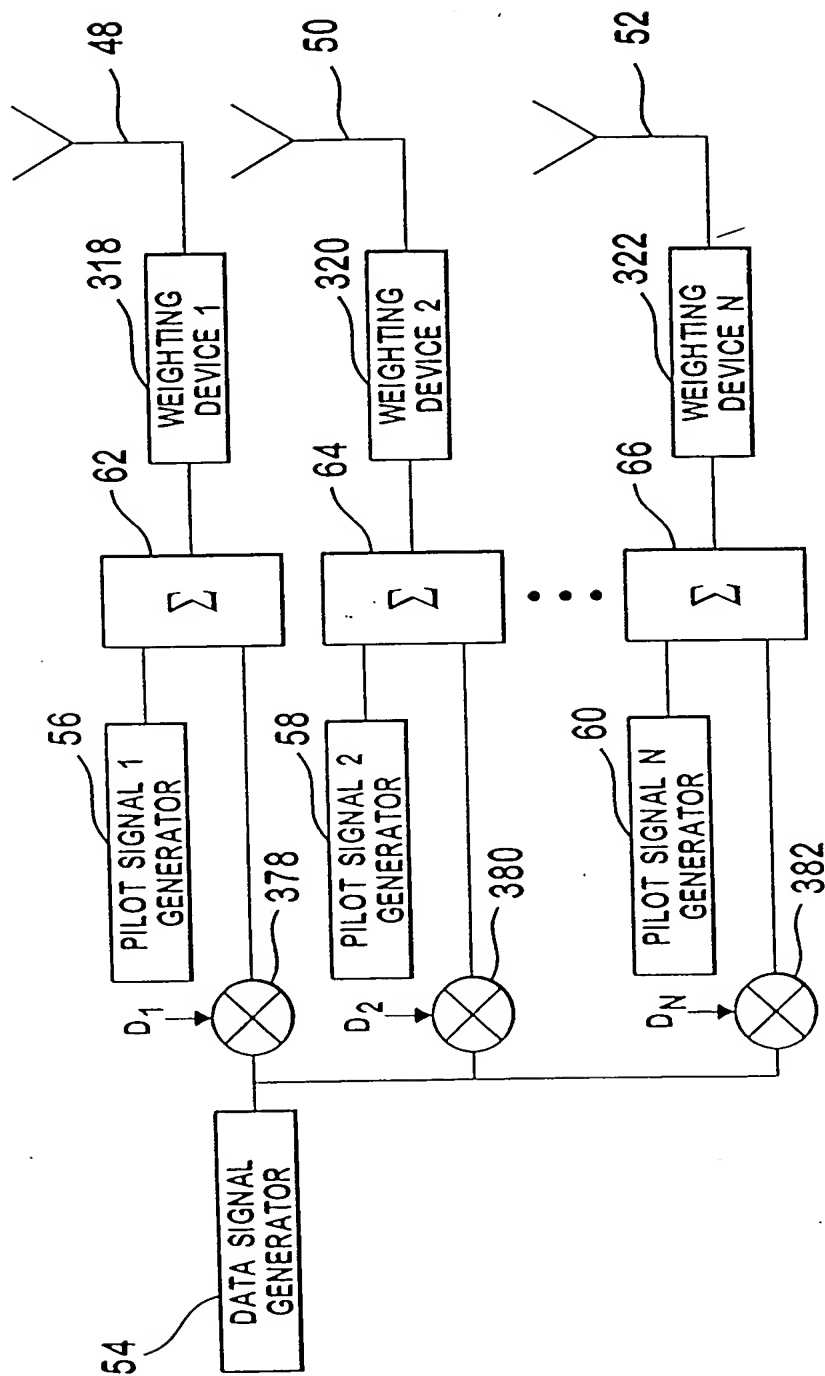 54
DATA SIGNAL
GENERATOR
D1
378
PILOT SIGNAL 1
GENERATOR
56
Σ
62
WEIGHTING
DEVICE 1
318
48
D2
380
PILOT SIGNAL 2
GENERATOR
58
Σ
64
WEIGHTING
DEVICE 2
320
50
DN
382
PILOT SIGNAL N
GENERATOR
60
Σ
66
WEIGHTING
DEVICE N
322
52